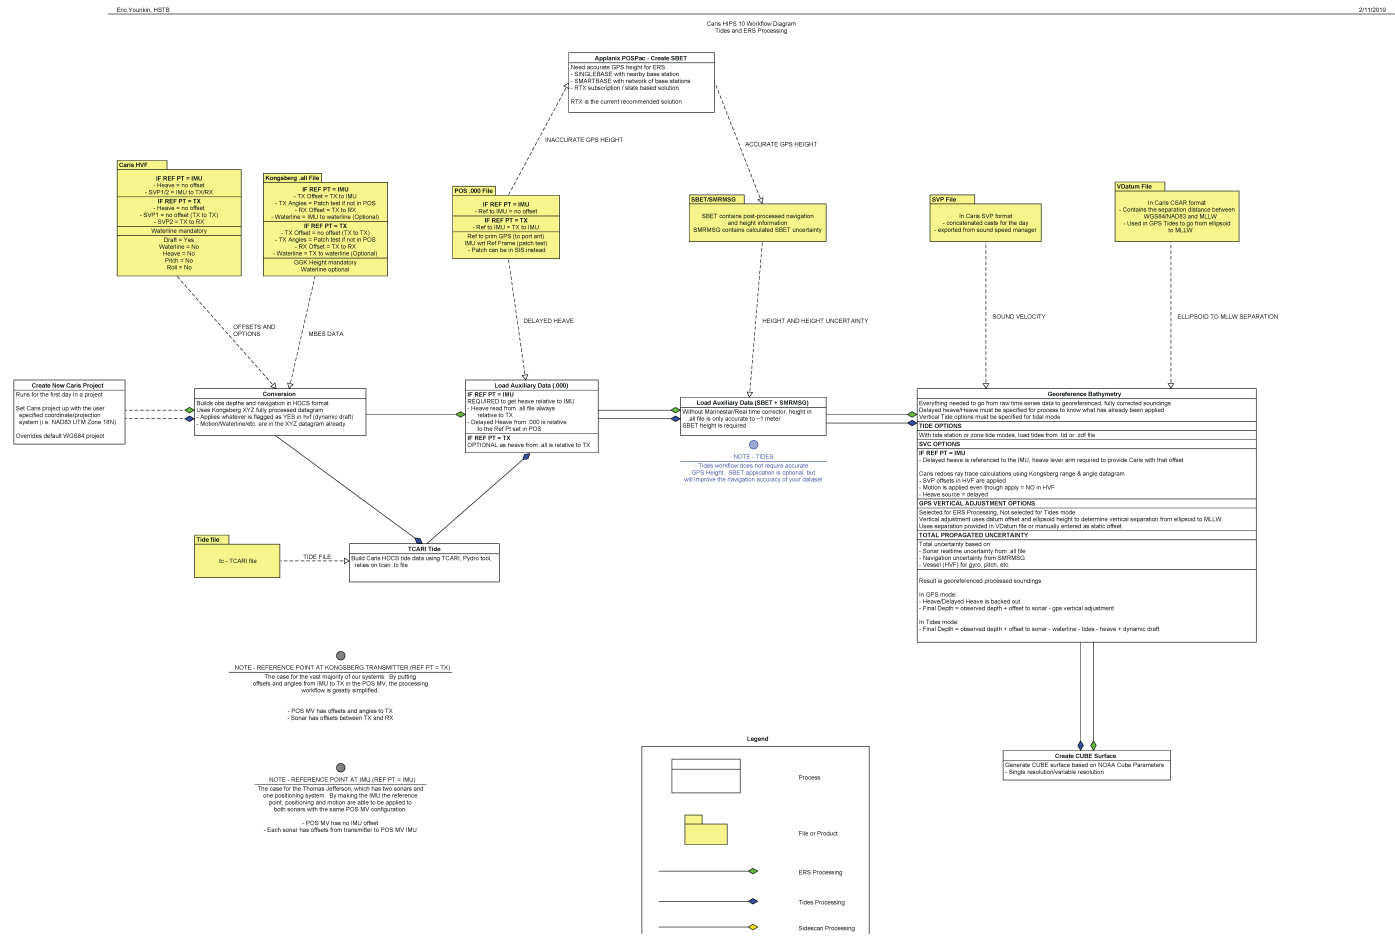 Eric Younkin, HSTB
2/11/2019
Caris HIPS 10 Workflow Diagram
Tides and ERS Processing
Applanix POSPac - Create SBET
Need accurate GPS height for ERS
- SINGLEBASE with nearby base station
- SMARTBASE with network of base stations
- RTX subscription / state based solution
RTX is the current recommended solution
INACCURATE GPS HEIGHT
ACCURATE GPS HEIGHT
Caris HVF
IF REF PT = IMU
- Heave = no offset
- SVP1/2 = IMU to TX/RX
IF REF PT = TX
- Heave = no offset
- SVP1 = no offset (TX to TX)
- SVP2 = TX to RX
Waterline mandatory
Draft = Yes
Waterline = No
Heave = No
Pitch = No
Roll = No
Kongsberg .all File
IF REF PT = IMU
- TX Offset = TX to IMU
- TX Angles = Patch test if not in POS
- RX Offset = TX to RX
- Waterline = IMU to waterline (Optional)
IF REF PT = TX
- TX Offset = no offset (TX to TX)
- TX Angles = Patch test if not in POS
- RX Offset = TX to RX
- Waterline = TX to waterline (Optional)
GGK Height mandatory
Waterline optional
POS .000 File
IF REF PT = IMU
- Ref to IMU = no offset
IF REF PT = TX
- Ref to IMU = TX to IMU
Ref to prim GPS (to port ant)
IMU wrt Ref Frame (patch test)
- Patch can be in SIS instead
SBET/SMRMSG
SBET contains post-processed navigation
and height information
SMRMSG contains calculated SBET uncertainty
SVP File
In Caris SVP format
- concatenated casts for the day
- exported from sound speed manager
VDatum File
In Caris CSAR format
- Contains the separation distance between
WGS84/NAD83 and MLLW
- Used in GPS Tides to go from ellipsoid
to MLLW
OFFSETS AND
OPTIONS
MBES DATA
DELAYED HEAVE
HEIGHT AND HEIGHT UNCERTAINTY
SOUND VELOCITY
ELLIPSOID TO MLLW SEPARATION
Create New Caris Project
Runs for the first day in a project
Set Caris project up with the user
specified coordinate/projection
system (i.e. NAD83 UTM Zone 18N)
Overrides default WGS84 project
Conversion
Builds obs depths and navigation in HDCS format
Uses Kongsberg XYZ fully processed datagram
- Applies whatever is flagged as YES in hvf (dynamic draft)
- Motion/Waterline/etc. are in the XYZ datagram already
Load Auxiliary Data (.000)
IF REF PT = IMU
REQUIRED to get heave relative to IMU
- Heave read from .all file always
relative to TX
- Delayed Heave from .000 is relative
to the Ref Pt set in POS
IF REF PT = TX
OPTIONAL as heave from .all is relative to TX
Load Auxiliary Data (SBET + SMRMSG)
Without Marinestar/Real time corrector, height in
.all file is only accurate to ~1 meter
SBET height is required
NOTE - TIDES
Tides workflow does not require accurate
GPS Height. SBET application is optional, but
will improve the navigation accuracy of your dataset
Georeference Bathymetry
Everything needed to go from raw time series data to georeferenced, fully corrected soundings
Delayed heave/Heave must be specified for process to know what has already been applied
Vertical Tide options must be specified for tidal mode
TIDE OPTIONS
With tide station or zone tide modes, load tides from .tid or .zdf file
SVC OPTIONS
IF REF PT = IMU
- Delayed heave is referenced to the IMU, heave lever arm required to provide Caris with that offset
Caris redoes ray trace calculations using Kongsberg range & angle datagram
- SVP offsets in HVF are applied
- Motion is applied even though apply = NO in HVF
- Heave source = delayed
GPS VERTICAL ADJUSTMENT OPTIONS
Selected for ERS Processing, Not selected for Tides mode
Vertical adjustment uses datum offset and ellipsoid height to determine vertical separation from ellipsoid to MLLW
Uses separation provided in VDatum file or manually entered as static offset
TOTAL PROPAGATED UNCERTAINTY
Total uncertainty based on:
- Sonar realtime uncertainty from .all file
- Navigation uncertainty from SMRMSG
- Vessel (HVF) for gyro, pitch, etc.
Result is georeferenced processed soundings
In GPS mode:
- Heave/Delayed Heave is backed out
- Final Depth = observed depth + offset to sonar - gps vertical adjustment
In Tides mode:
- Final Depth = observed depth + offset to sonar - waterline - tides - heave + dynamic draft
Tide file
.tc - TCARI file
TIDE FILE
TCARI Tide
Build Caris HDCS tide data using TCARI, Pydro tool,
relies on tcari .tc file
NOTE - REFERENCE POINT AT KONGSBERG TRANSMITTER (REF PT = TX)
The case for the vast majority of our systems. By putting
offsets and angles from IMU to TX in the POS MV, the processing
workflow is greatly simplified.
- POS MV has offsets and angles to TX
- Sonar has offsets between TX and RX
NOTE - REFERENCE POINT AT IMU (REF PT = IMU)
The case for the Thomas Jefferson, which has two sonars and
one positioning system. By making the IMU the reference
point, positioning and motion are able to be applied to
both sonars with the same POS MV configuration.
- POS MV has no IMU offset
- Each sonar has offsets from transmitter to POS MV IMU
Create CUBE Surface
Generate CUBE surface based on NOAA Cube Parameters
- Single resolution/variable resolution
Legend
Process
File or Product
ERS Processing
Tides Processing
Sidescan Processing